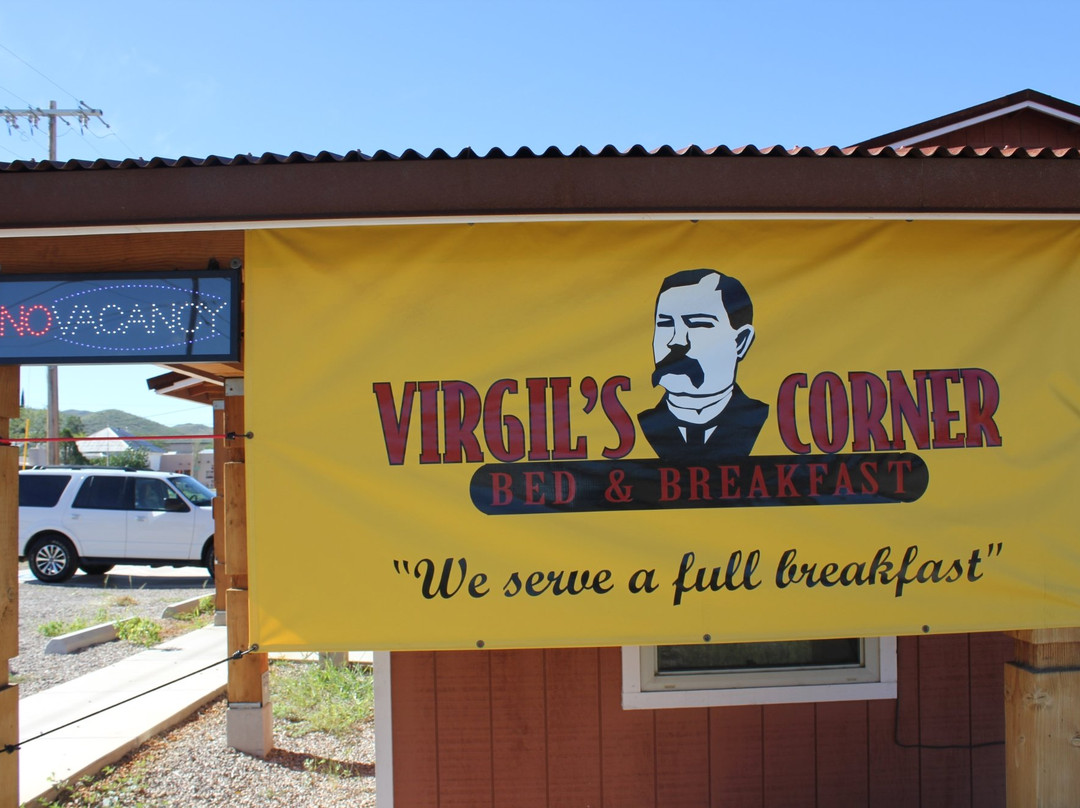 NO VACANCY
VIRGIL'S CORNER
BED & BREAKFAST
"We serve a full breakfast"